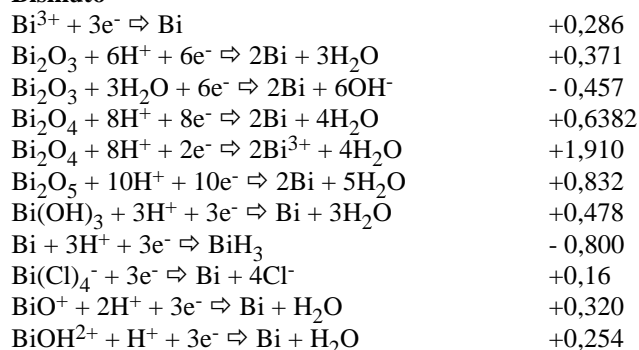 Bi³⁺ + 3e⁻ ⇨ Bi +0,286
Bi₂O₃ + 6H⁺ + 6e⁻ ⇨ 2Bi + 3H₂O +0,371
Bi₂O₃ + 3H₂O + 6e⁻ ⇨ 2Bi + 6OH⁻ - 0,457
Bi₂O₄ + 8H⁺ + 8e⁻ ⇨ 2Bi + 4H₂O +0,6382
Bi₂O₄ + 8H⁺ + 2e⁻ ⇨ 2Bi³⁺ + 4H₂O +1,910
Bi₂O₅ + 10H⁺ + 10e⁻ ⇨ 2Bi + 5H₂O +0,832
Bi(OH)₃ + 3H⁺ + 3e⁻ ⇨ Bi + 3H₂O +0,478
Bi + 3H⁺ + 3e⁻ ⇨ BiH₃ - 0,800
Bi(Cl)₄⁻ + 3e⁻ ⇨ Bi + 4Cl⁻ +0,16
BiO⁺ + 2H⁺ + 3e⁻ ⇨ Bi + H₂O +0,320
BiOH²⁺ + H⁺ + 3e⁻ ⇨ Bi + H₂O +0,254